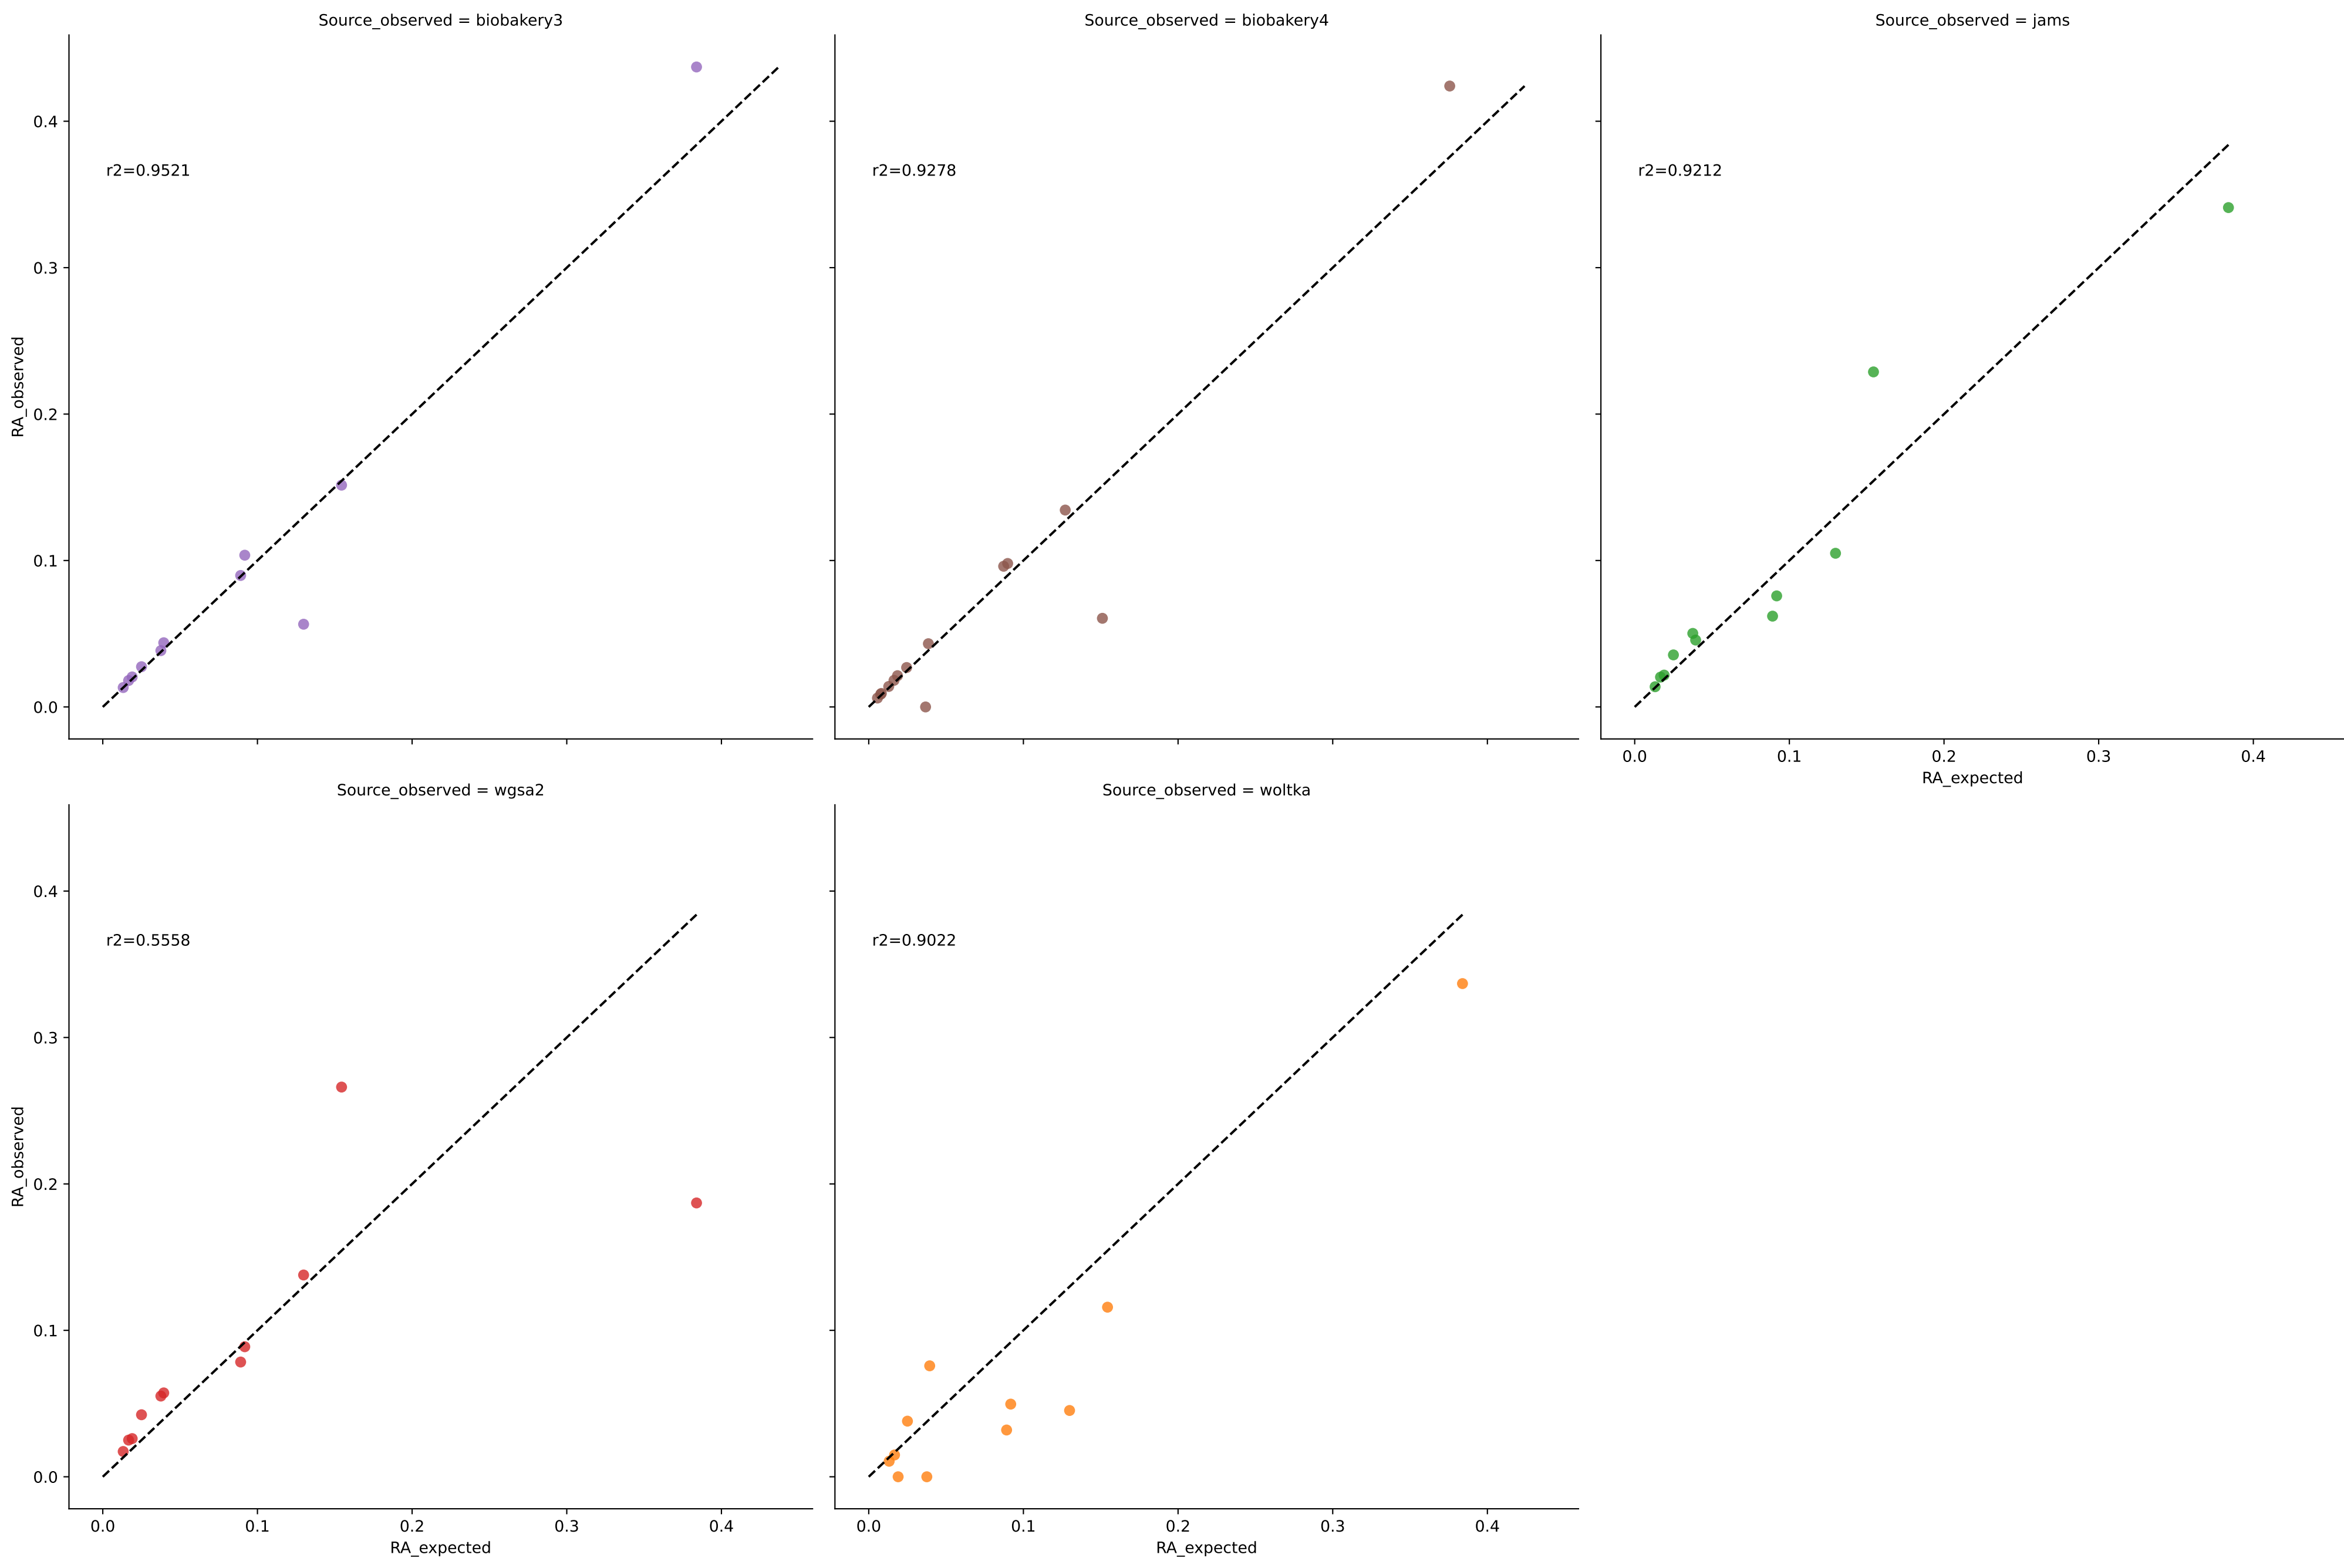 Source_observed = biobakery3
Source_observed = biobakery4
Source_observed = jams
RA_observed
0.4
0.3
0.2
0.1
0.0
r2=0.9521
r2=0.9278
r2=0.9212
0.0 0.1 0.2 0.3 0.4
RA_expected
Source_observed = wgsa2
Source_observed = woltka
RA_observed
0.4
0.3
0.2
0.1
0.0
r2=0.5558
r2=0.9022
0.0 0.1 0.2 0.3 0.4
RA_expected
0.0 0.1 0.2 0.3 0.4
RA_expected